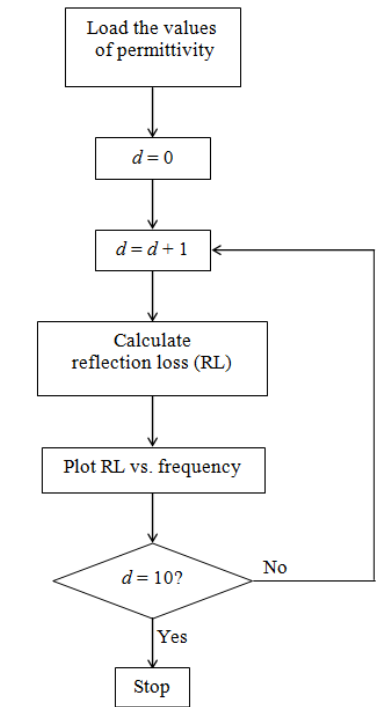 Load the values
of permittivity
d = 0
d = d + 1
Calculate
reflection loss (RL)
Plot RL vs. frequency
d = 10?
No
Yes
Stop